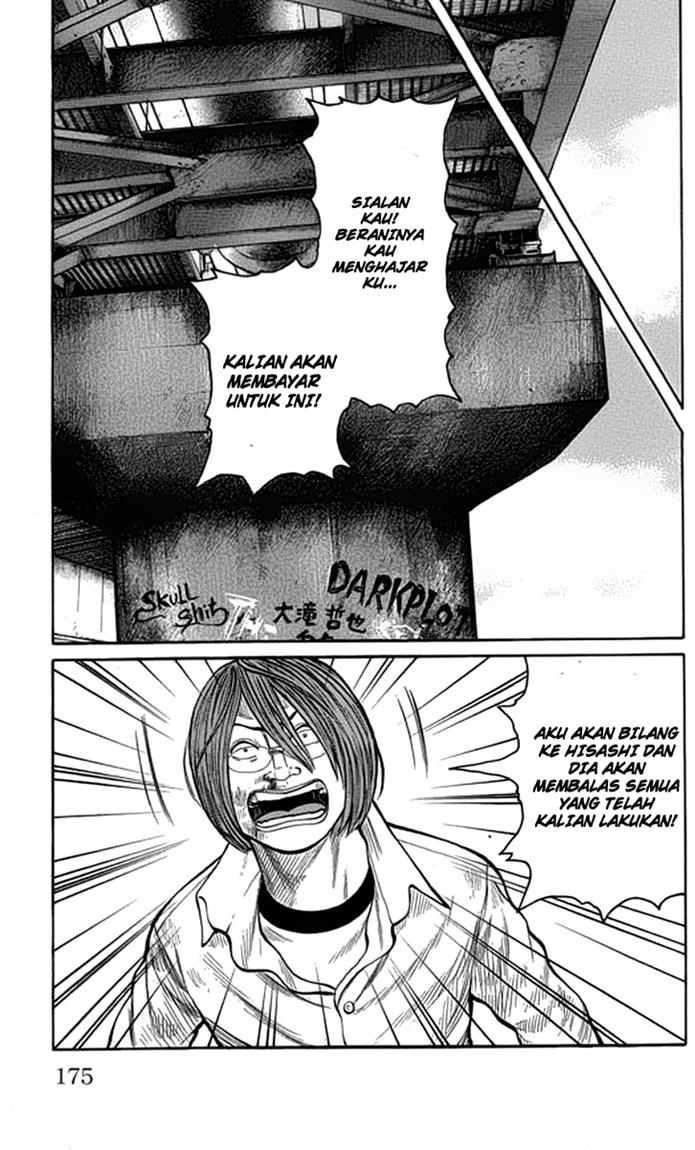 SIALAN
KAU!
BERANINYA
KAU
MENGHAJAR
KU...
KALIAN AKAN
MEMBAYAR
UNTUK INI!
SKULL
Shit
大滝哲也
DARKPLOT
AKU AKAN BILANG
KE HISASHI DAN
DIA AKAN
MEMBALAS SEMUA
YANG TELAH
KALIAN LAKUKAN!
175